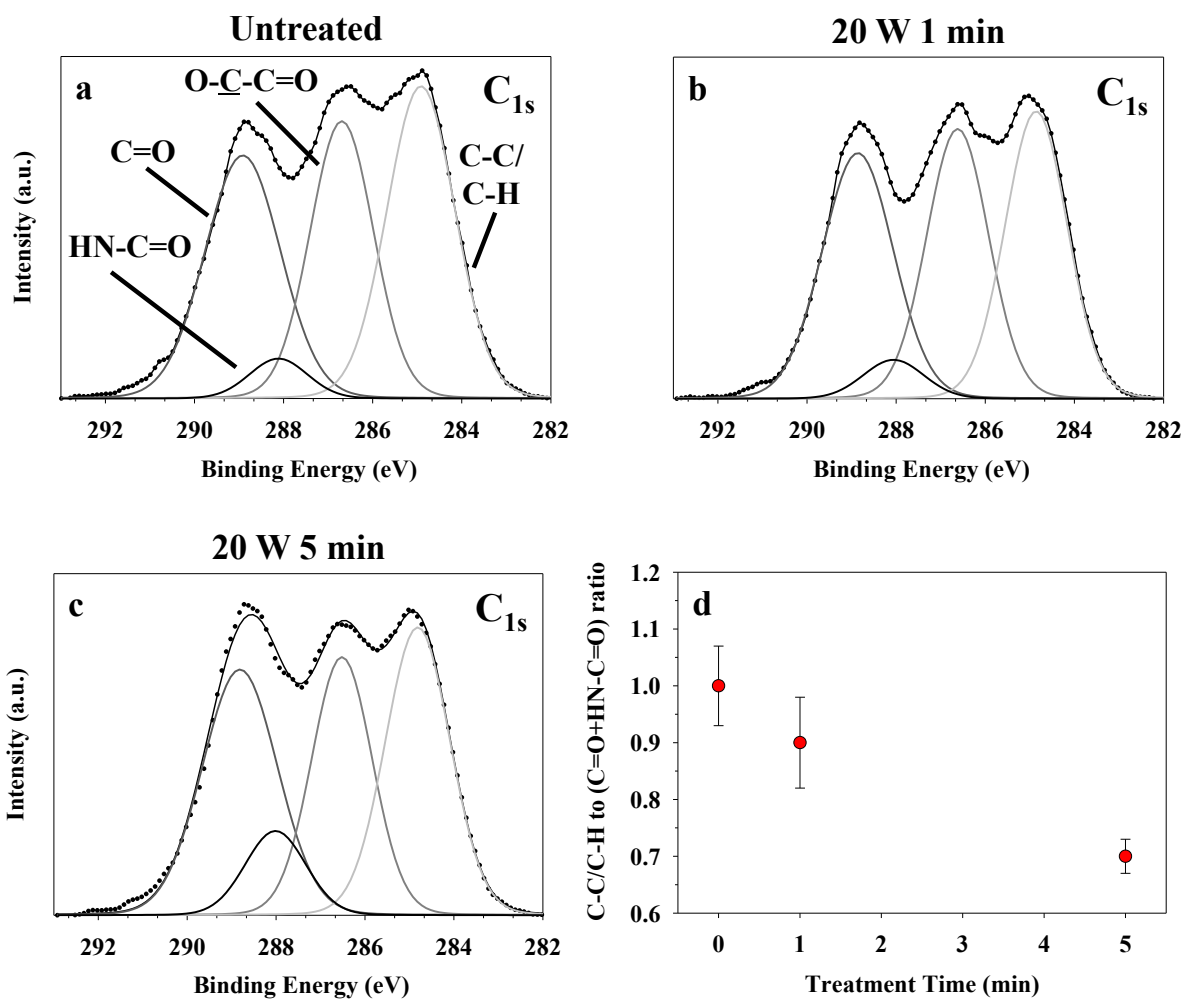 Untreated
a
O-C-C=O
C1s
C=O
C-C/
C-H
HN-C=O
Intensity (a.u.)
292 290 288 286 284 282
Binding Energy (eV)
20 W 1 min
b
C1s
292 290 288 286 284 282
Binding Energy (eV)
20 W 5 min
c
C1s
Intensity (a.u.)
292 290 288 286 284 282
Binding Energy (eV)
d
C-C/C-H to (C=O+HN-C=O) ratio
1.2
1.1
1.0
0.9
0.8
0.7
0.6
0 1 2 3 4 5
Treatment Time (min)